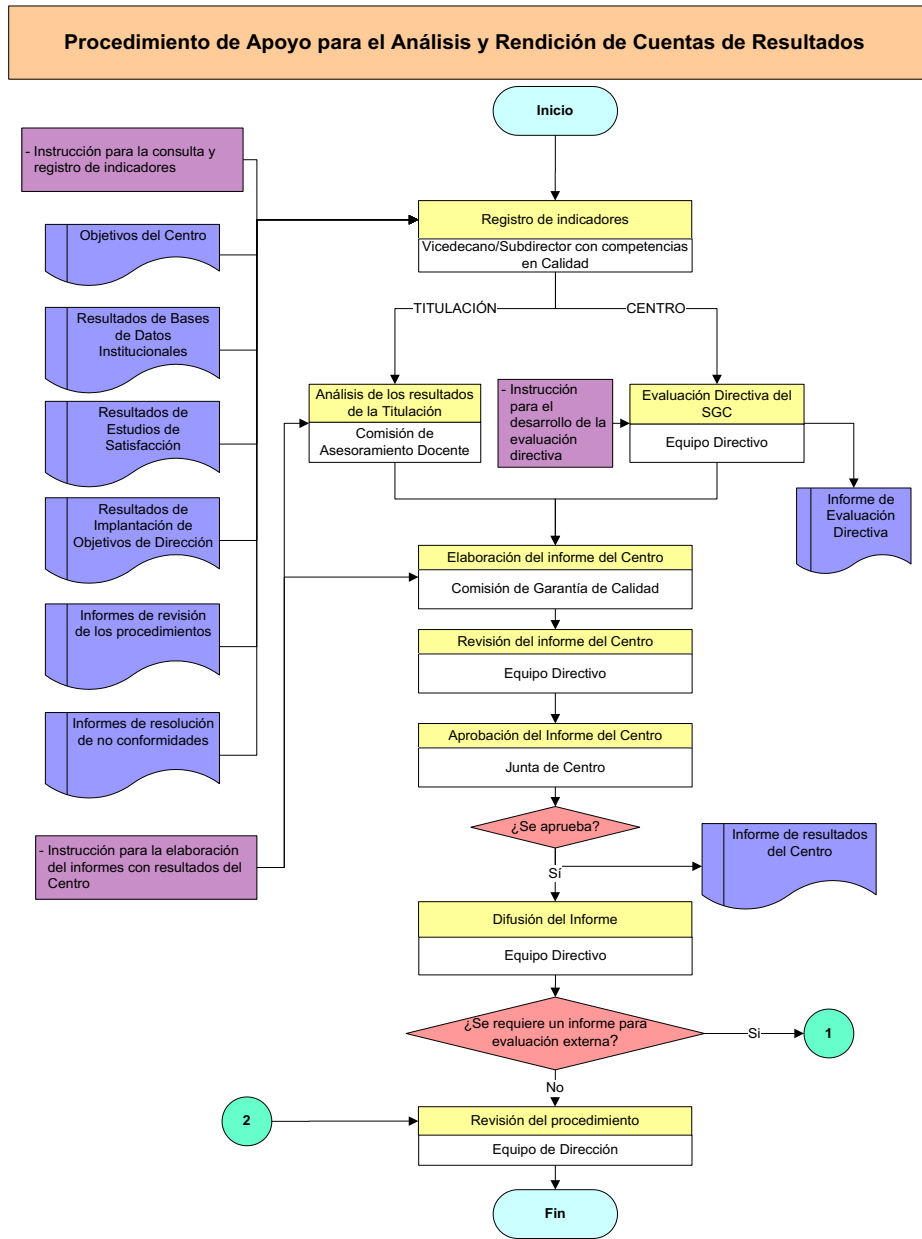 Procedimiento de Apoyo para el Análisis y Rendición de Cuentas de Resultados
Inicio
- Instrucción para la consulta y
registro de indicadores
Registro de indicadores
Vicedecano/Subdirector con competencias
en Calidad
Objetivos del Centro
TITULACIÓN
CENTRO
Resultados de Bases
de Datos
Institucionales
Análisis de los resultados
de la Titulación
Comisión de
Asesoramiento Docente
- Instrucción
para el
desarrollo de la
evaluación
directiva
Evaluación Directiva del
SGC
Equipo Directivo
Resultados de
Estudios de
Satisfacción
Informe de
Evaluación
Directiva
Resultados de
Implantación de
Objetivos de Dirección
Elaboración del informe del Centro
Comisión de Garantía de Calidad
Informes de revisión
de los procedimientos
Revisión del informe del Centro
Equipo Directivo
Informes de resolución
de no conformidades
Aprobación del Informe del Centro
Junta de Centro
¿Se aprueba?
- Instrucción para la elaboración
del informes con resultados del
Centro
Informe de resultados
del Centro
Sí
Difusión del Informe
Equipo Directivo
¿Se requiere un informe para
evaluación externa?
Si
1
No
2
Revisión del procedimiento
Equipo de Dirección
Fin